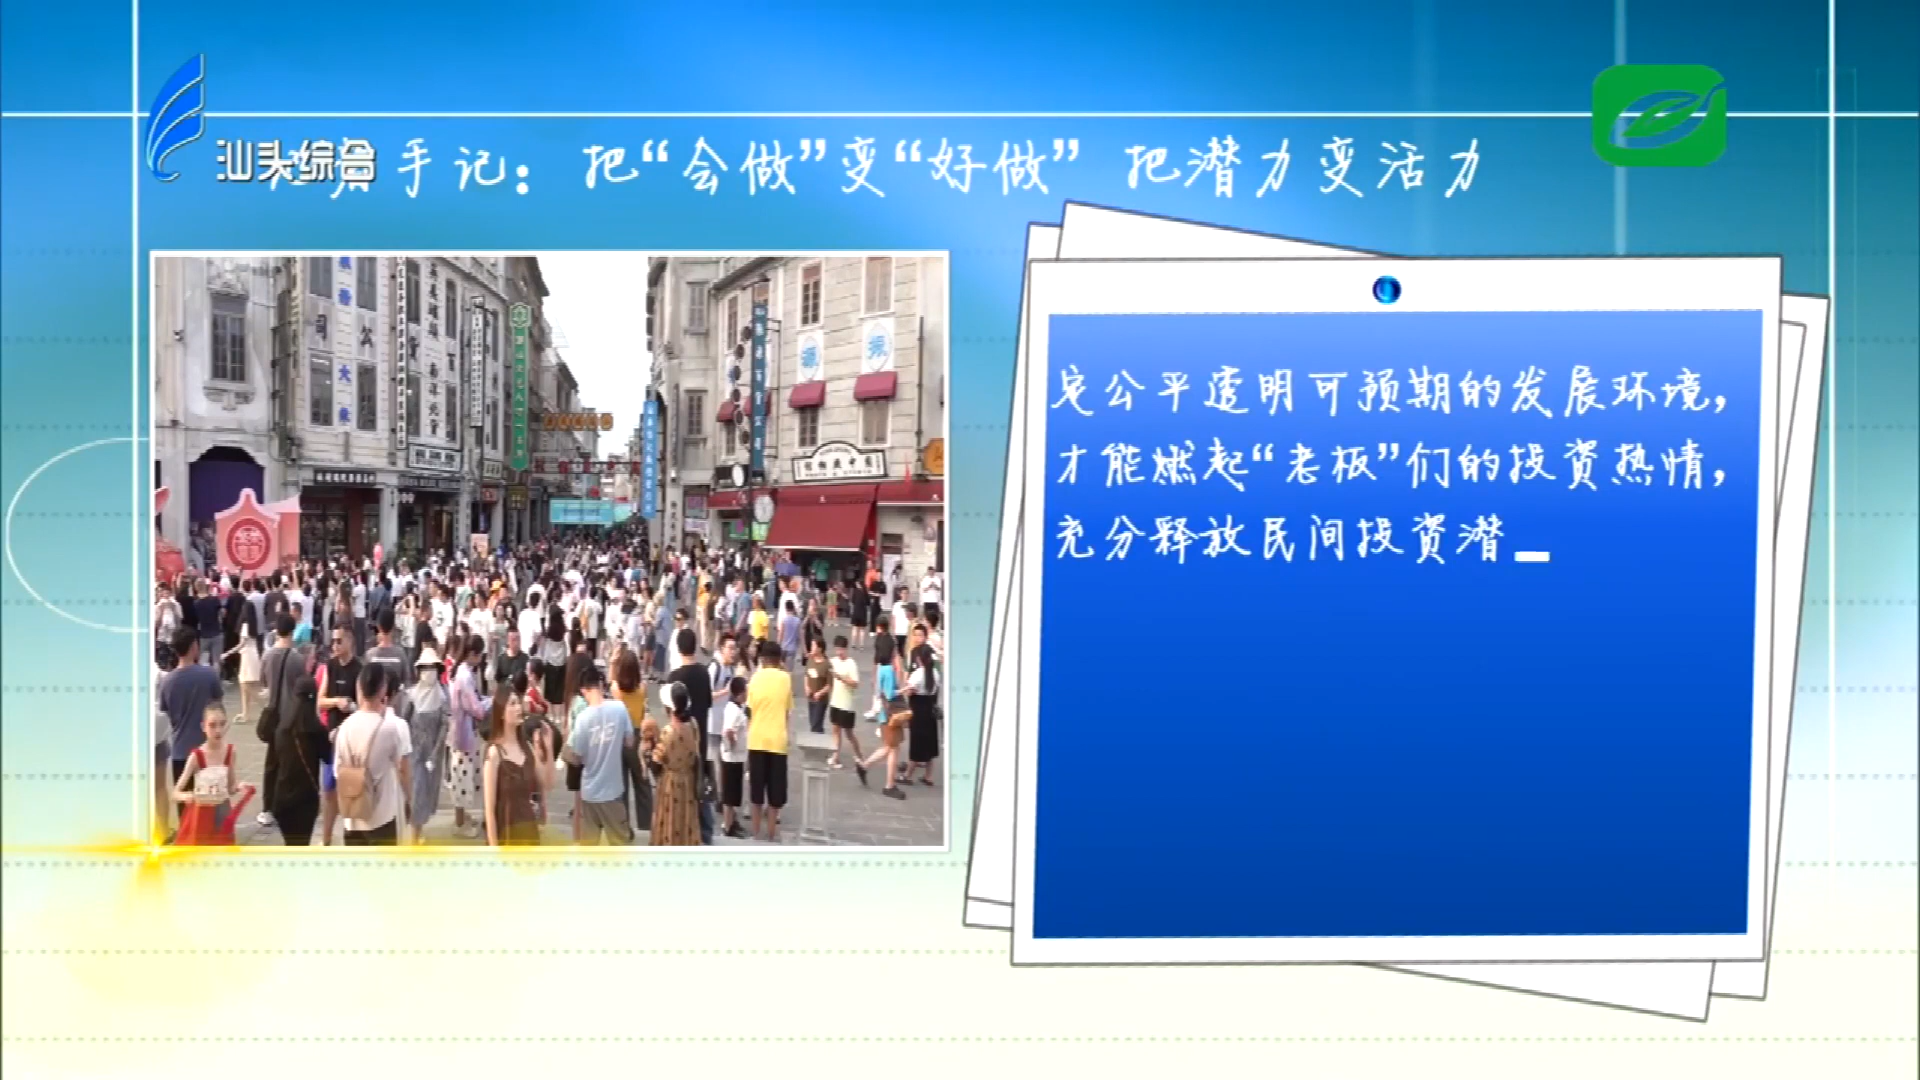 汕头综合
手记：把“会做”变“好做” 把潜力变活力
定公平透明可预期的发展环境，
才能燃起“老板”们的投资热情，
充分释放民间投资潜